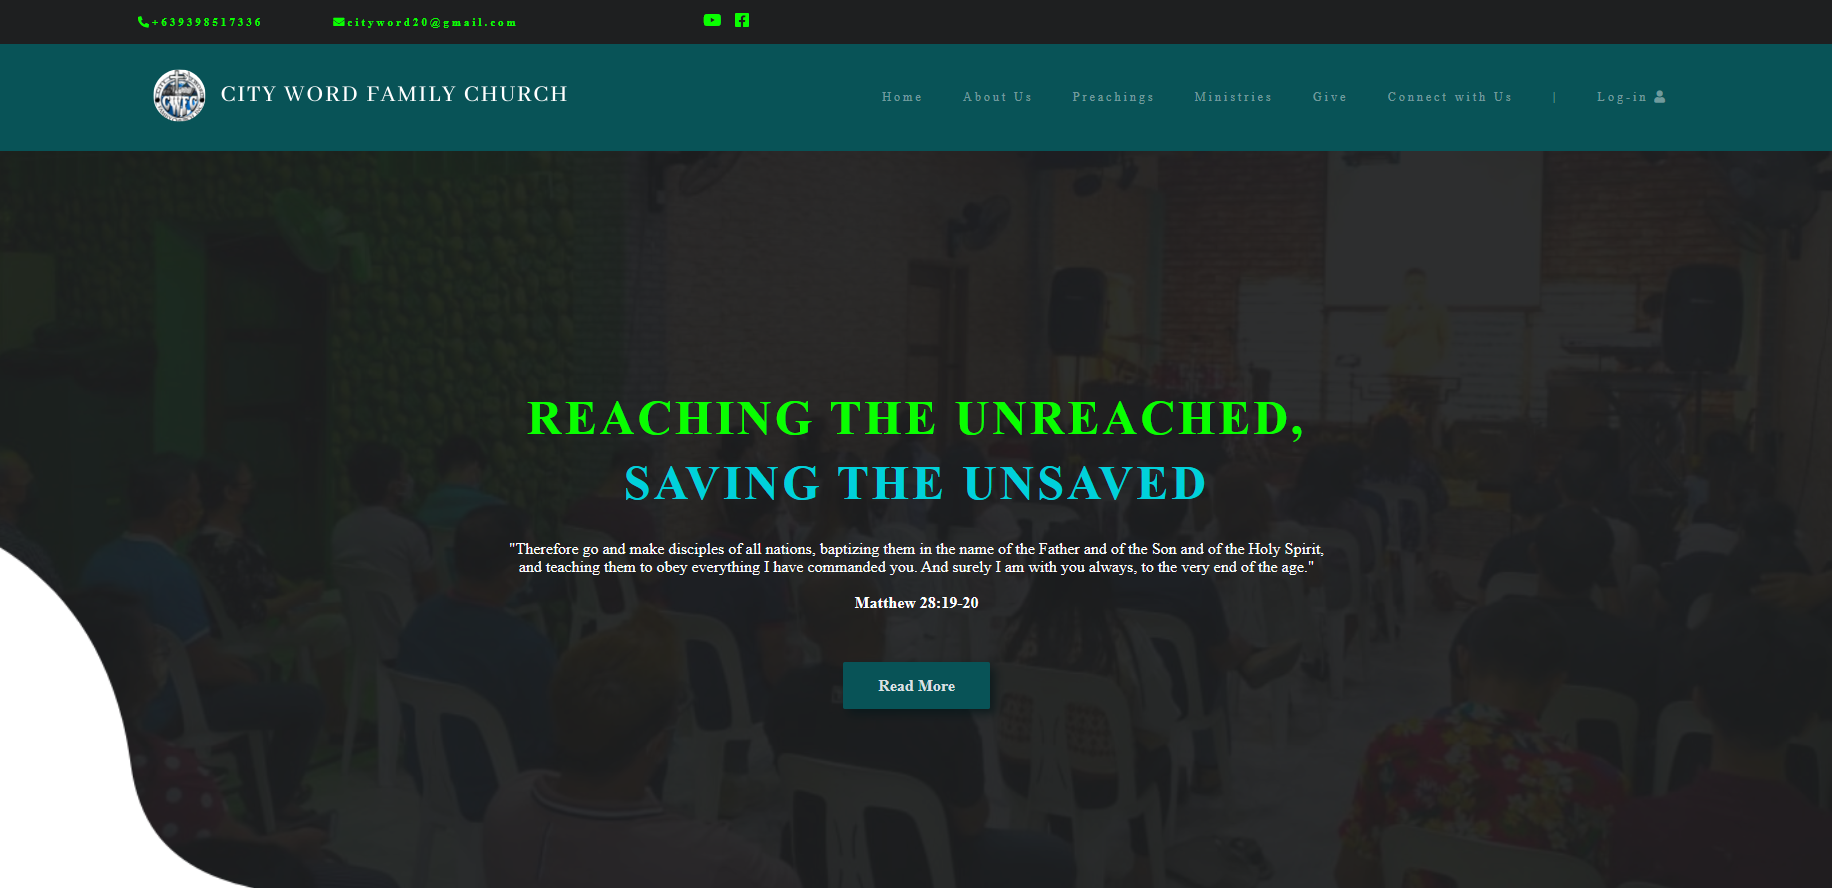 +639398517336
cityword20@gmail.com
CWFC
CITY WORD FAMILY CHURCH
Home
About Us
Preachings
Ministries
Give
Connect with Us
|
Log-in
REACHING THE UNREACHED,
SAVING THE UNSAVED
"Therefore go and make disciples of all nations, baptizing them in the name of the Father and of the Son and of the Holy Spirit,
and teaching them to obey everything I have commanded you. And surely I am with you always, to the very end of the age."
Matthew 28:19-20
Read More